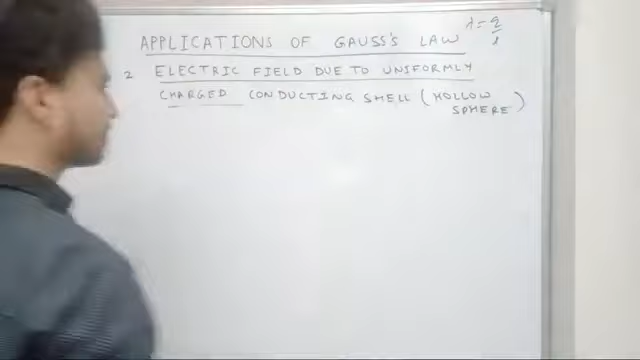 APPLICATIONS OF GAUSS'S LAW λ = q/l
2 ELECTRIC FIELD DUE TO UNIFORMLY
CHARGED CONDUCTING SHELL (HOLLOW
SPHERE)